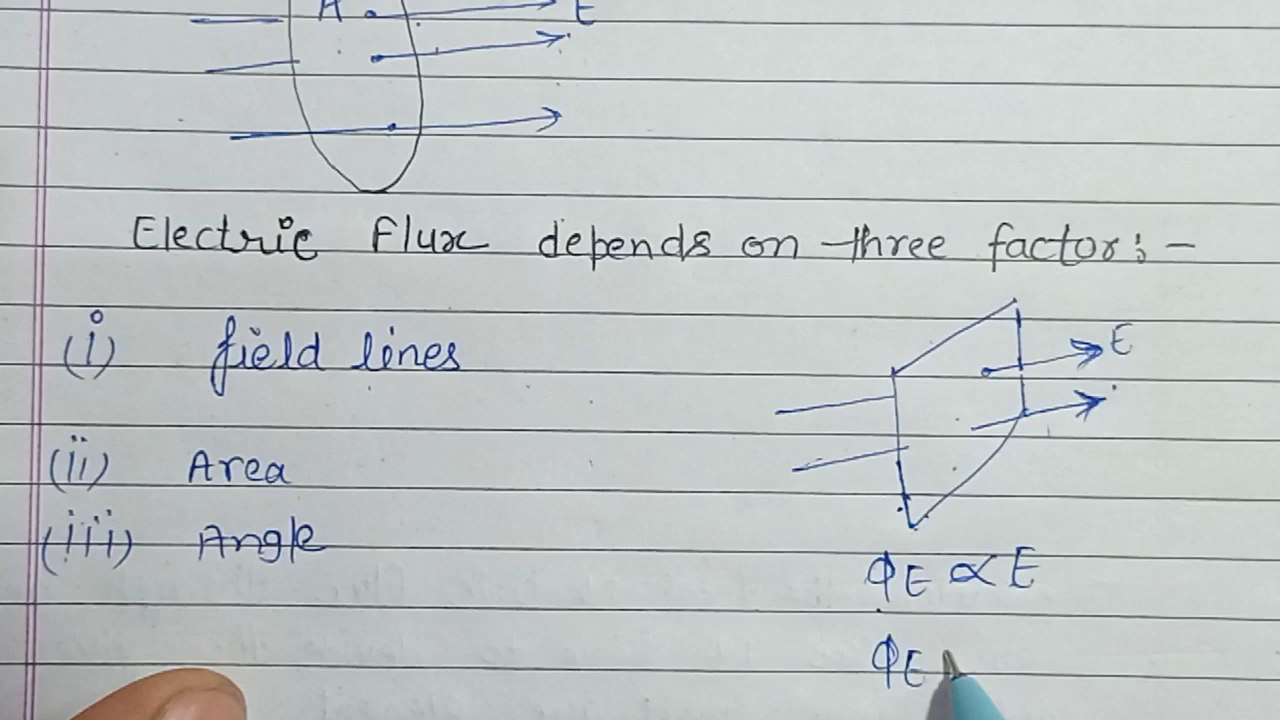 A E
Electric Flux depends on three factor:-
(i) field lines
E
(ii) Area
(iii) Angle
ΦE ∝ E
ΦE